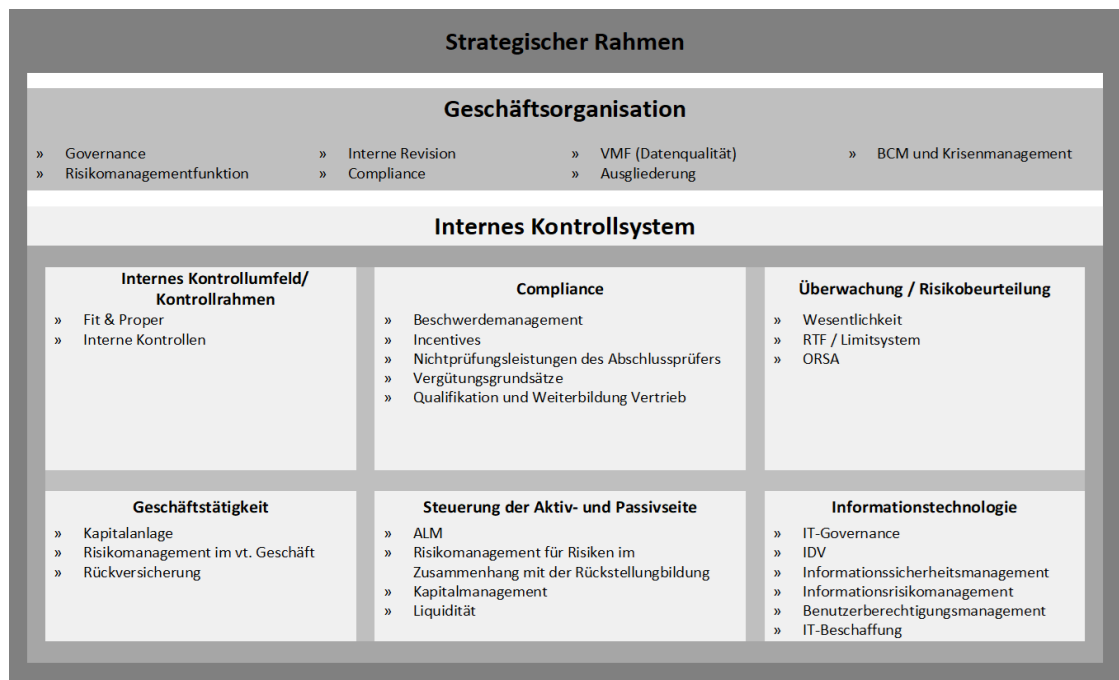 Strategischer Rahmen
Geschäftsorganisation
» Governance
» Risikomanagementfunktion
» Interne Revision
» Compliance
» VMF (Datenqualität)
» Ausgliederung
» BCM und Krisenmanagement
Internes Kontrollsystem
Internes Kontrollumfeld/
Kontrollrahmen
» Fit & Proper
» Interne Kontrollen
Compliance
» Beschwerdemanagement
» Incentives
» Nichtprüfungsleistungen des Abschlussprüfers
» Vergütungsgrundsätze
» Qualifikation und Weiterbildung Vertrieb
Überwachung / Risikobeurteilung
» Wesentlichkeit
» RTF / Limitsystem
» ORSA
Geschäftstätigkeit
» Kapitalanlage
» Risikomanagement im vt. Geschäft
» Rückversicherung
Steuerung der Aktiv- und Passivseite
» ALM
» Risikomanagement für Risiken im
Zusammenhang mit der Rückstellungbildung
» Kapitalmanagement
» Liquidität
Informationstechnologie
» IT-Governance
» IDV
» Informationssicherheitsmanagement
» Informationsrisikomanagement
» Benutzerberechtigungsmanagement
» IT-Beschaffung